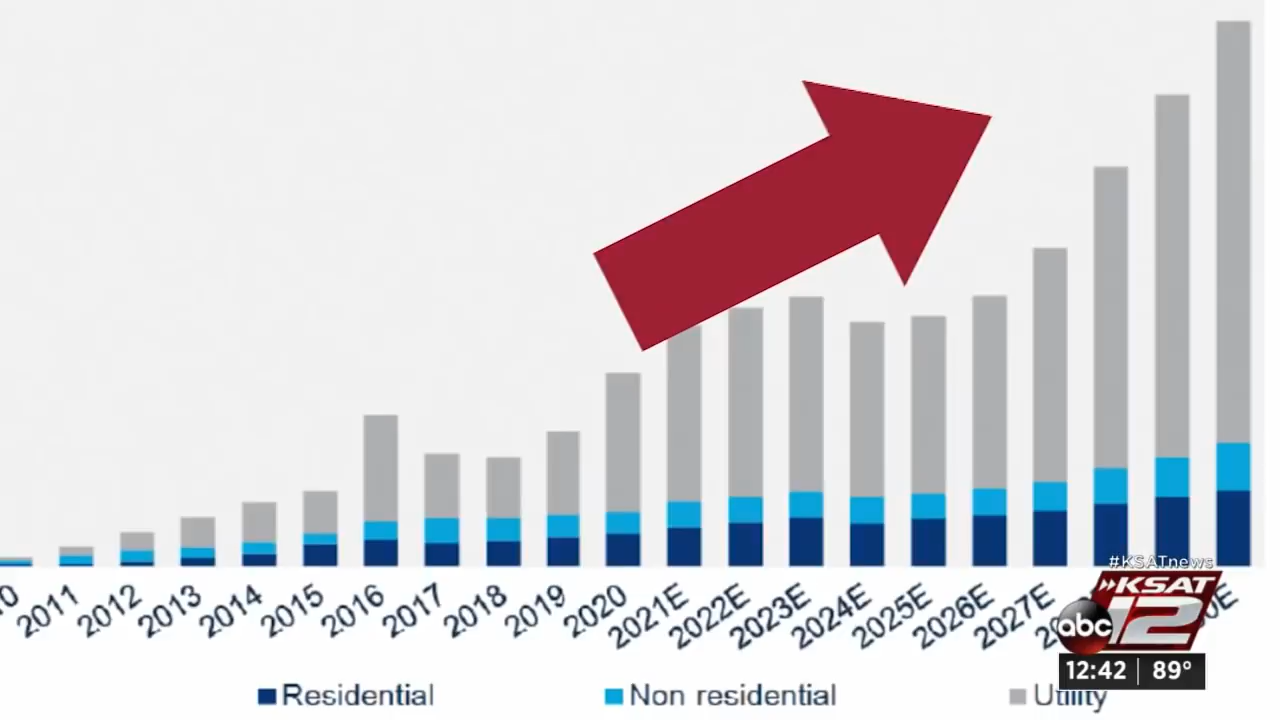 2011 2012 2013 2014 2015 2016 2017 2018 2019 2020 2021E 2022E 2023E 2024E 2025E 2026E 2027E
Residential Non residential Utility
#KSATnews
KSAT
abc 12
12:42 89°